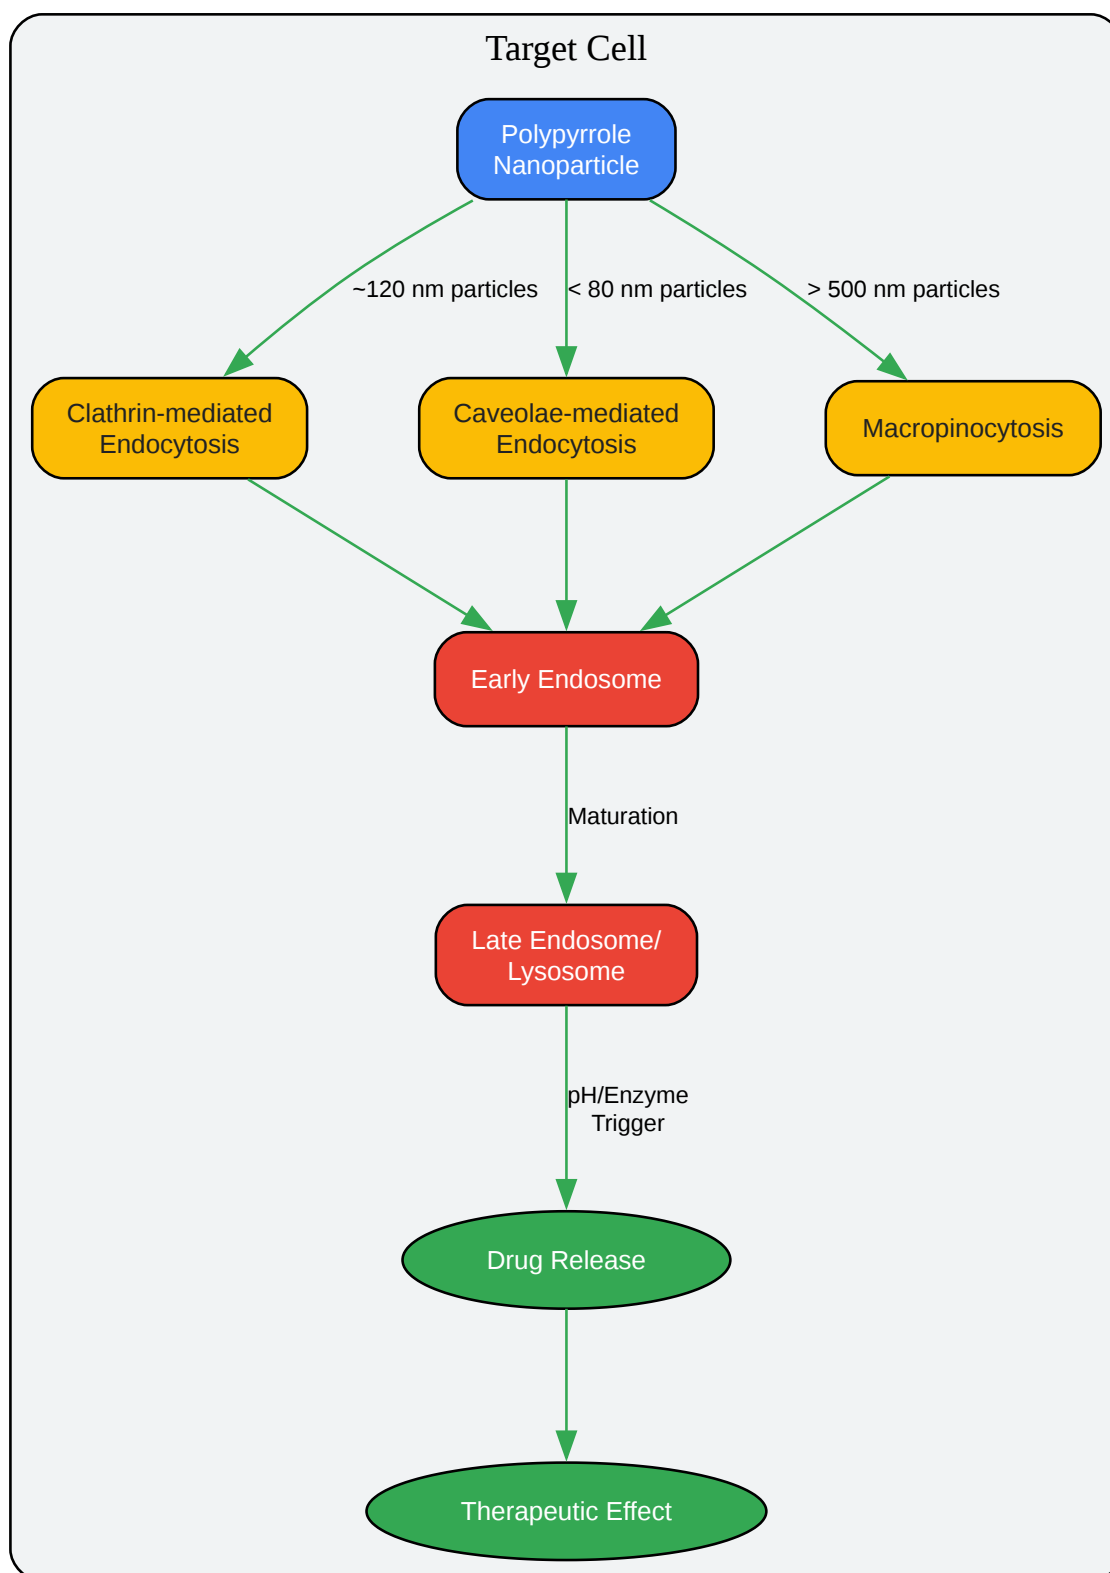 Target Cell
Polypyrrole
Nanoparticle
~120 nm particles
< 80 nm particles
> 500 nm particles
Clathrin-mediated
Endocytosis
Caveolae-mediated
Endocytosis
Macropinocytosis
Early Endosome
Maturation
Late Endosome/
Lysosome
pH/Enzyme
Trigger
Drug Release
Therapeutic Effect